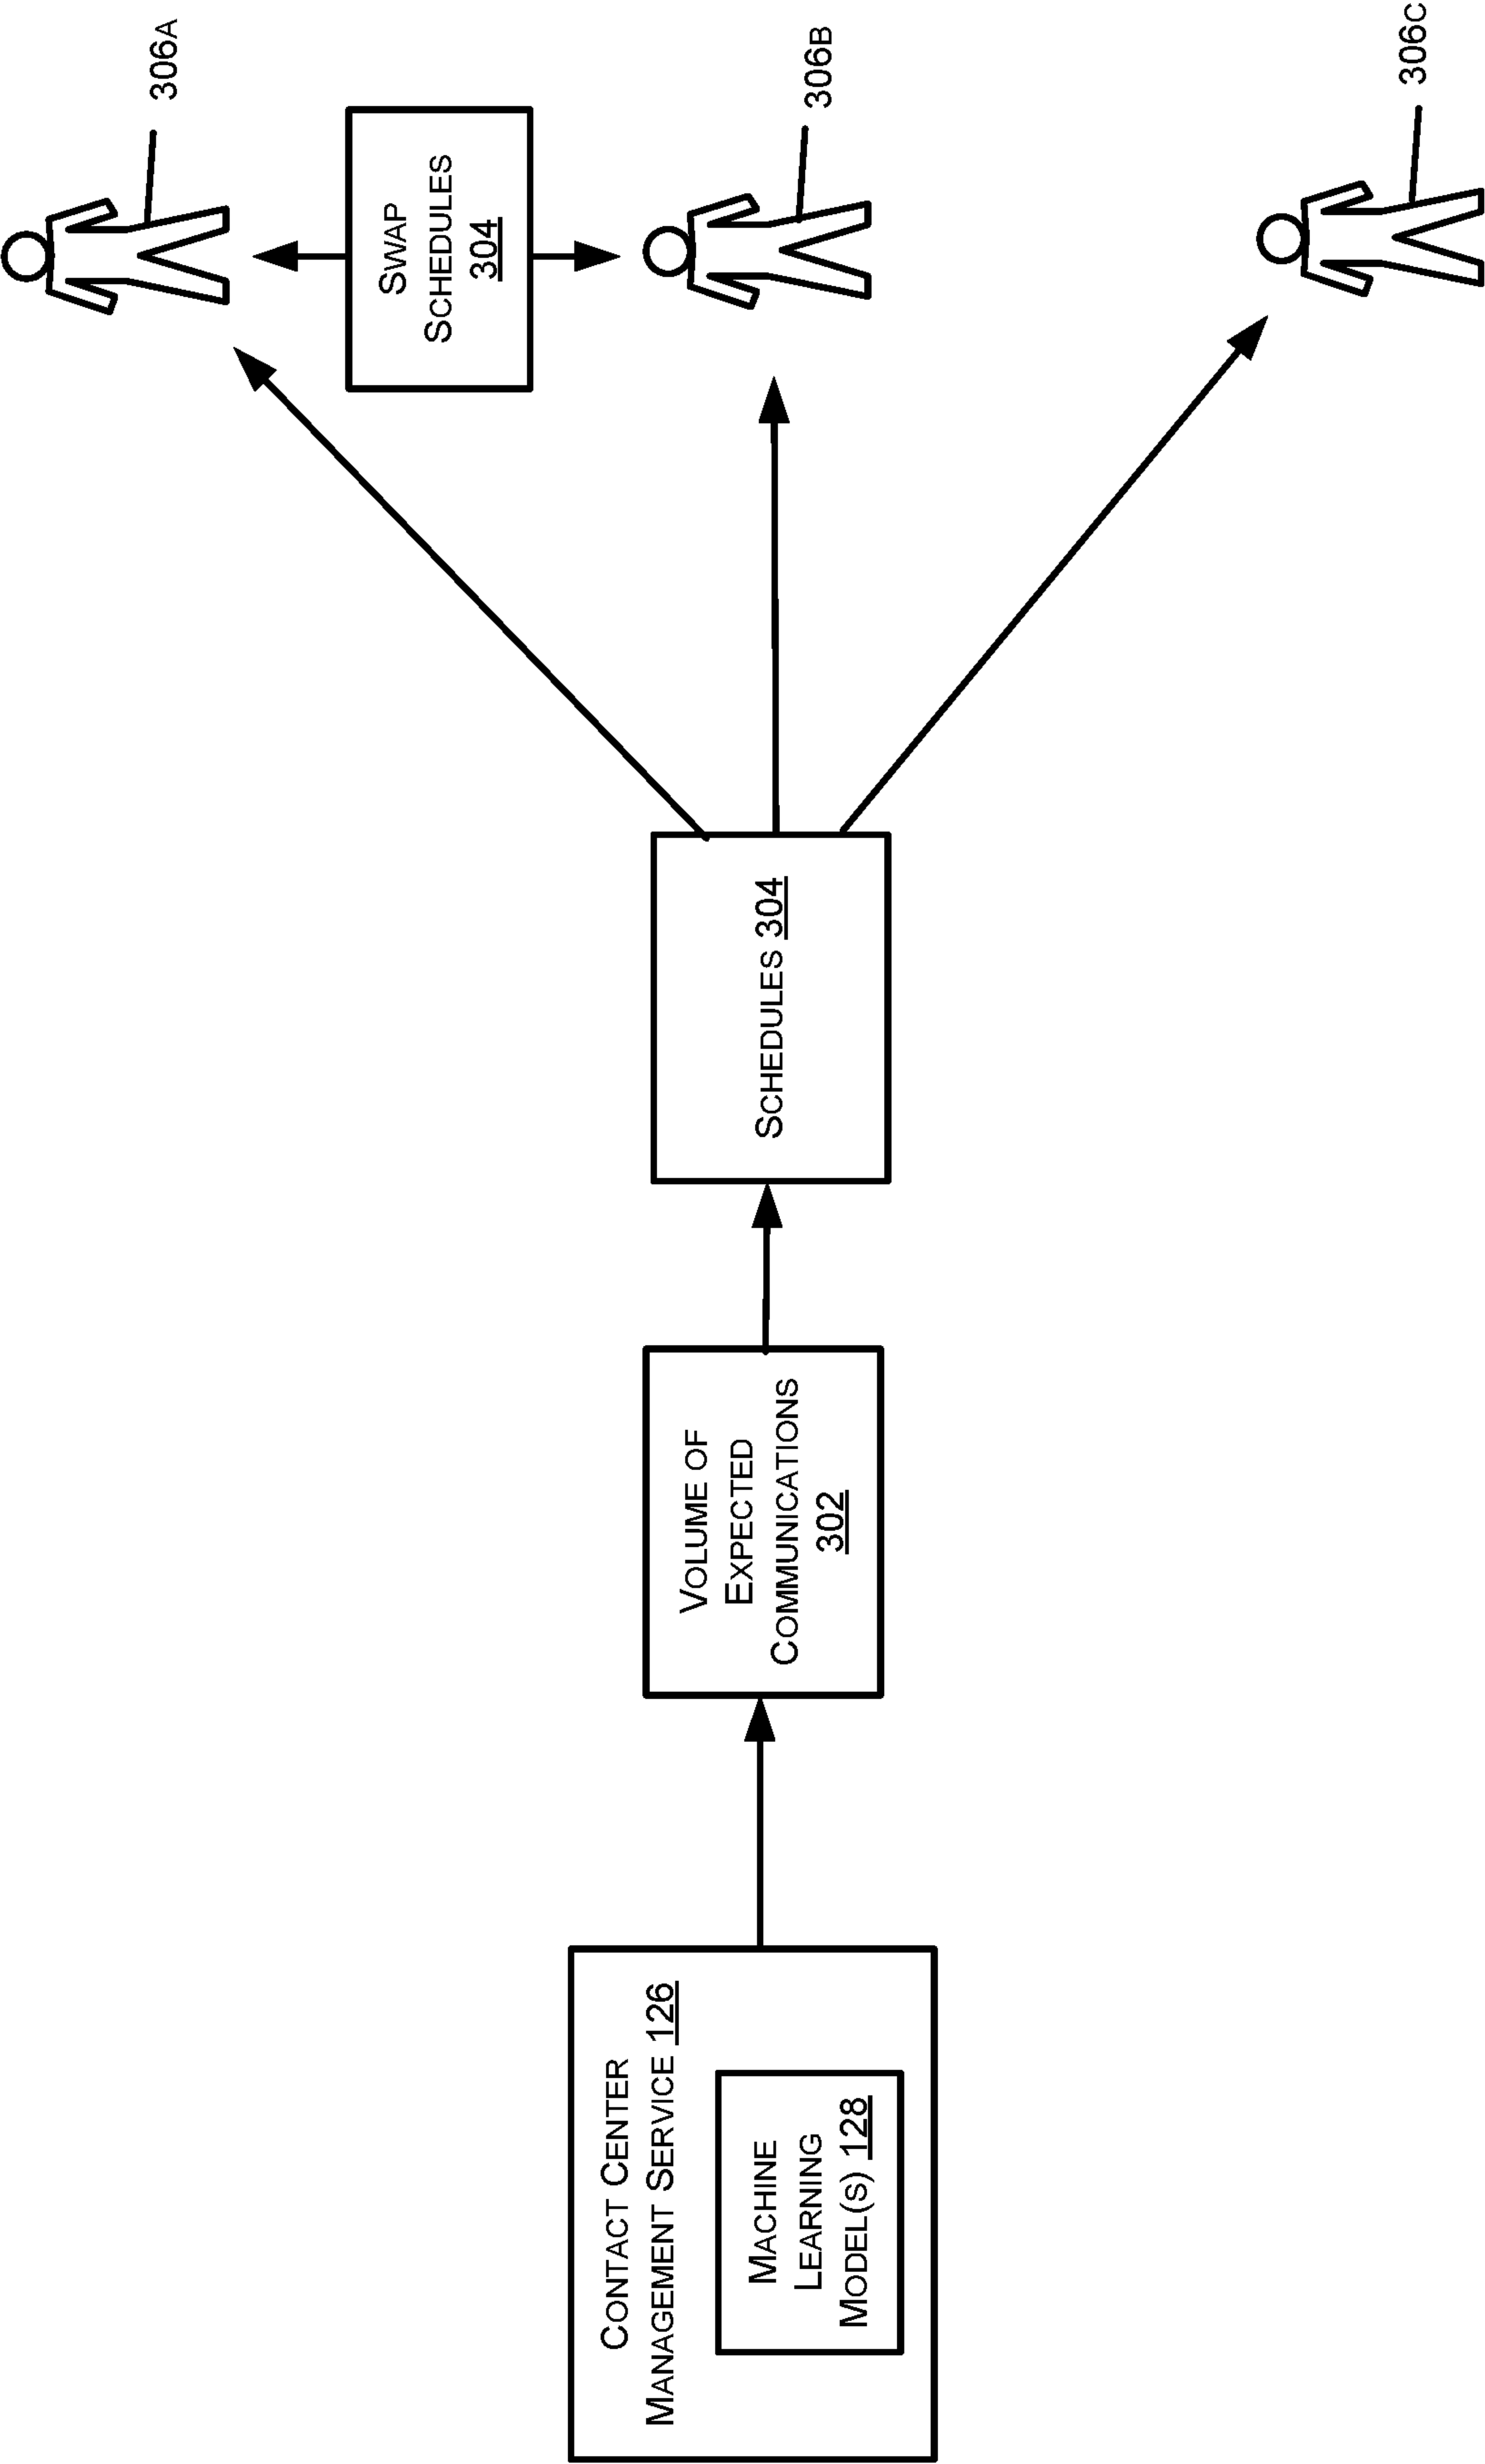 CONTACT CENTER
MANAGEMENT SERVICE 126
MACHINE
LEARNING
MODEL(S) 128
VOLUME OF
EXPECTED
COMMUNICATIONS
302
SCHEDULES 304
SWAP
SCHEDULES
304
306A
306B
306C